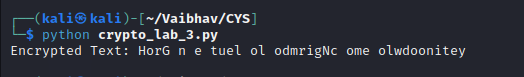 ┌──(kali㉿kali)-[~/Vaibhav/CYS]
└─$ python crypto_lab_3.py
Encrypted Text: HorG n e tuel ol odmrigNc ome olwdoonitey